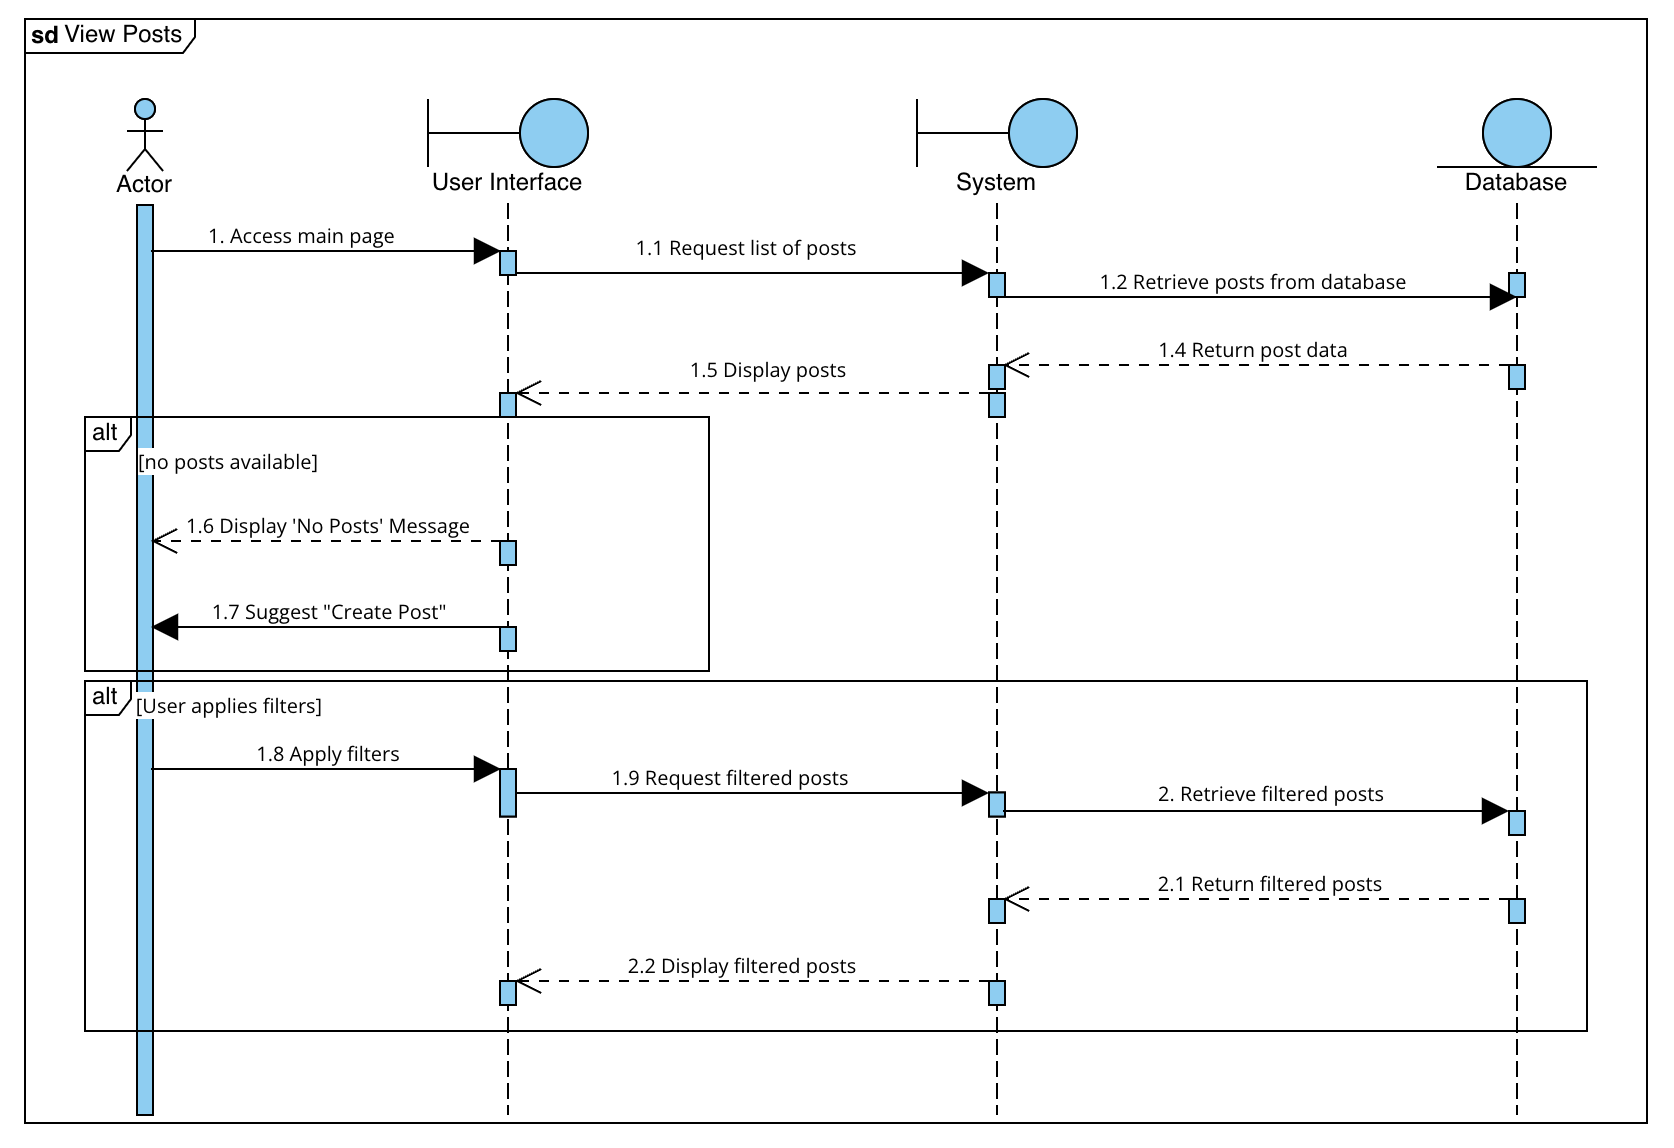 sd View Posts
Actor
User Interface
System
Database
1. Access main page
1.1 Request list of posts
1.2 Retrieve posts from database
1.4 Return post data
1.5 Display posts
alt
[no posts available]
1.6 Display 'No Posts' Message
1.7 Suggest "Create Post"
alt
[User applies filters]
1.8 Apply filters
1.9 Request filtered posts
2. Retrieve filtered posts
2.1 Return filtered posts
2.2 Display filtered posts